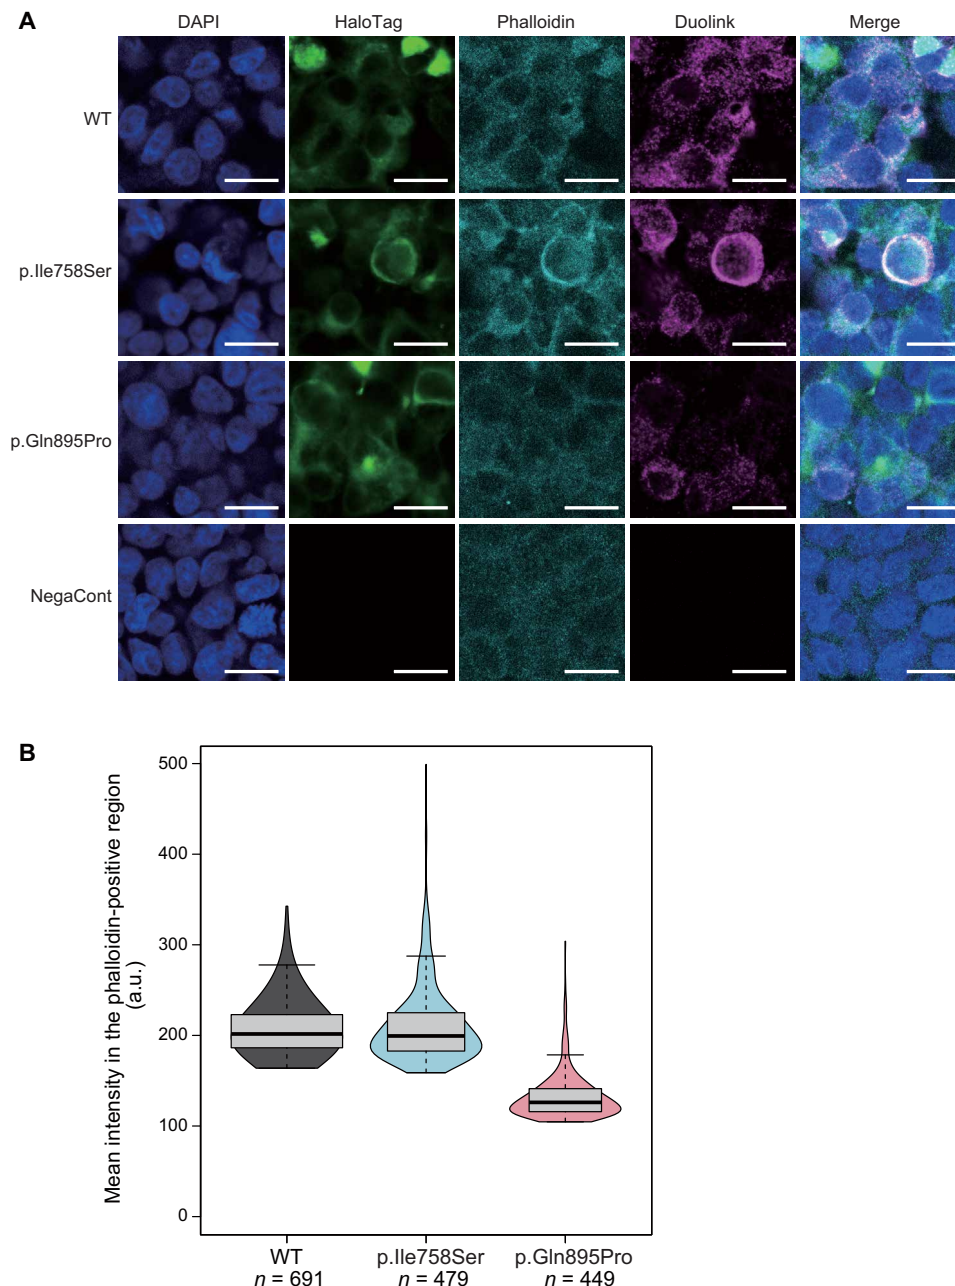 A
DAPI HaloTag Phalloidin Duolink Merge
WT
p.Ile758Ser
p.Gln895Pro
NegaCont
B
Mean intensity in the phalloidin-positive region
(a.u.)
500
400
300
200
100
0
WT p.Ile758Ser p.Gln895Pro
n = 691 n = 479 n = 449